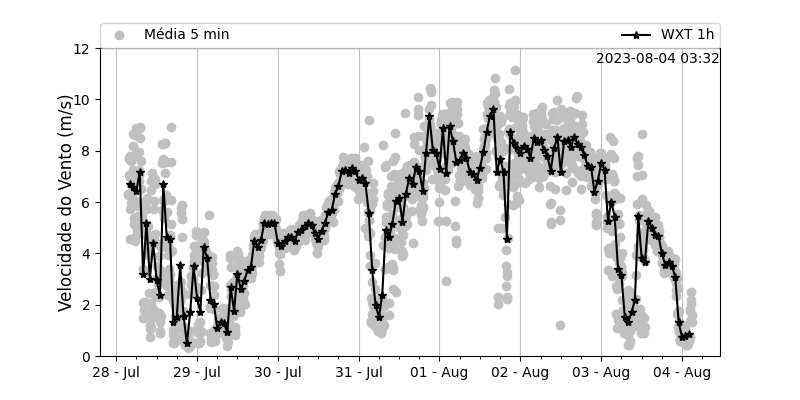 Média 5 min
WXT 1h
2023-08-04 03:32
Velocidade do Vento (m/s)
12
10
8
6
4
2
0
28 - Jul
29 - Jul
30 - Jul
31 - Jul
01 - Aug
02 - Aug
03 - Aug
04 - Aug